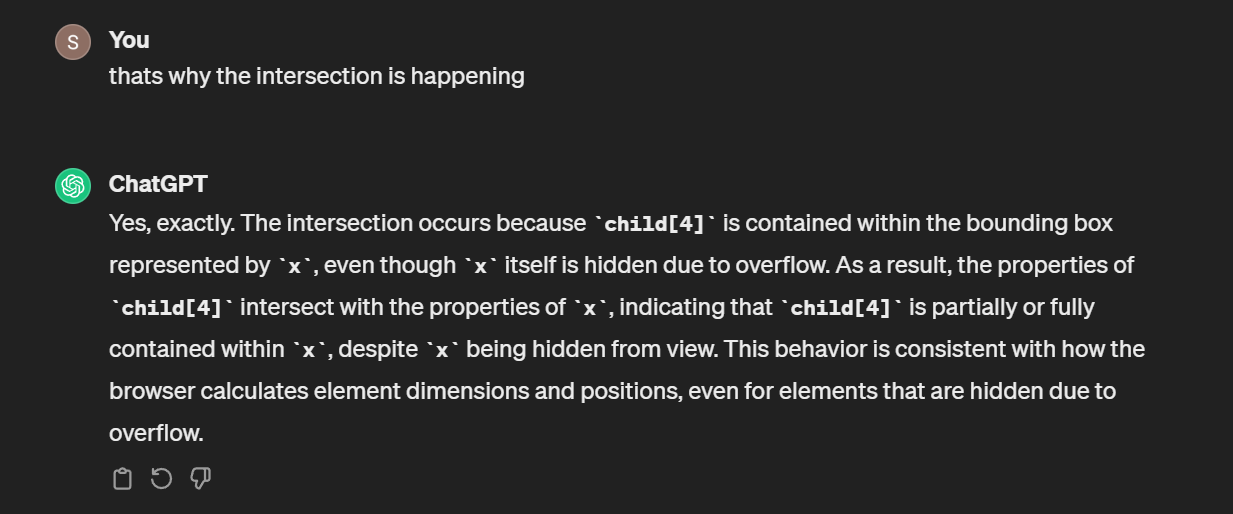 S
You
thats why the intersection is happening
ChatGPT
Yes, exactly. The intersection occurs because `child[4]` is contained within the bounding box
represented by `x`, even though `x` itself is hidden due to overflow. As a result, the properties of
`child[4]` intersect with the properties of `x`, indicating that `child[4]` is partially or fully
contained within `x`, despite `x` being hidden from view. This behavior is consistent with how the
browser calculates element dimensions and positions, even for elements that are hidden due to
overflow.